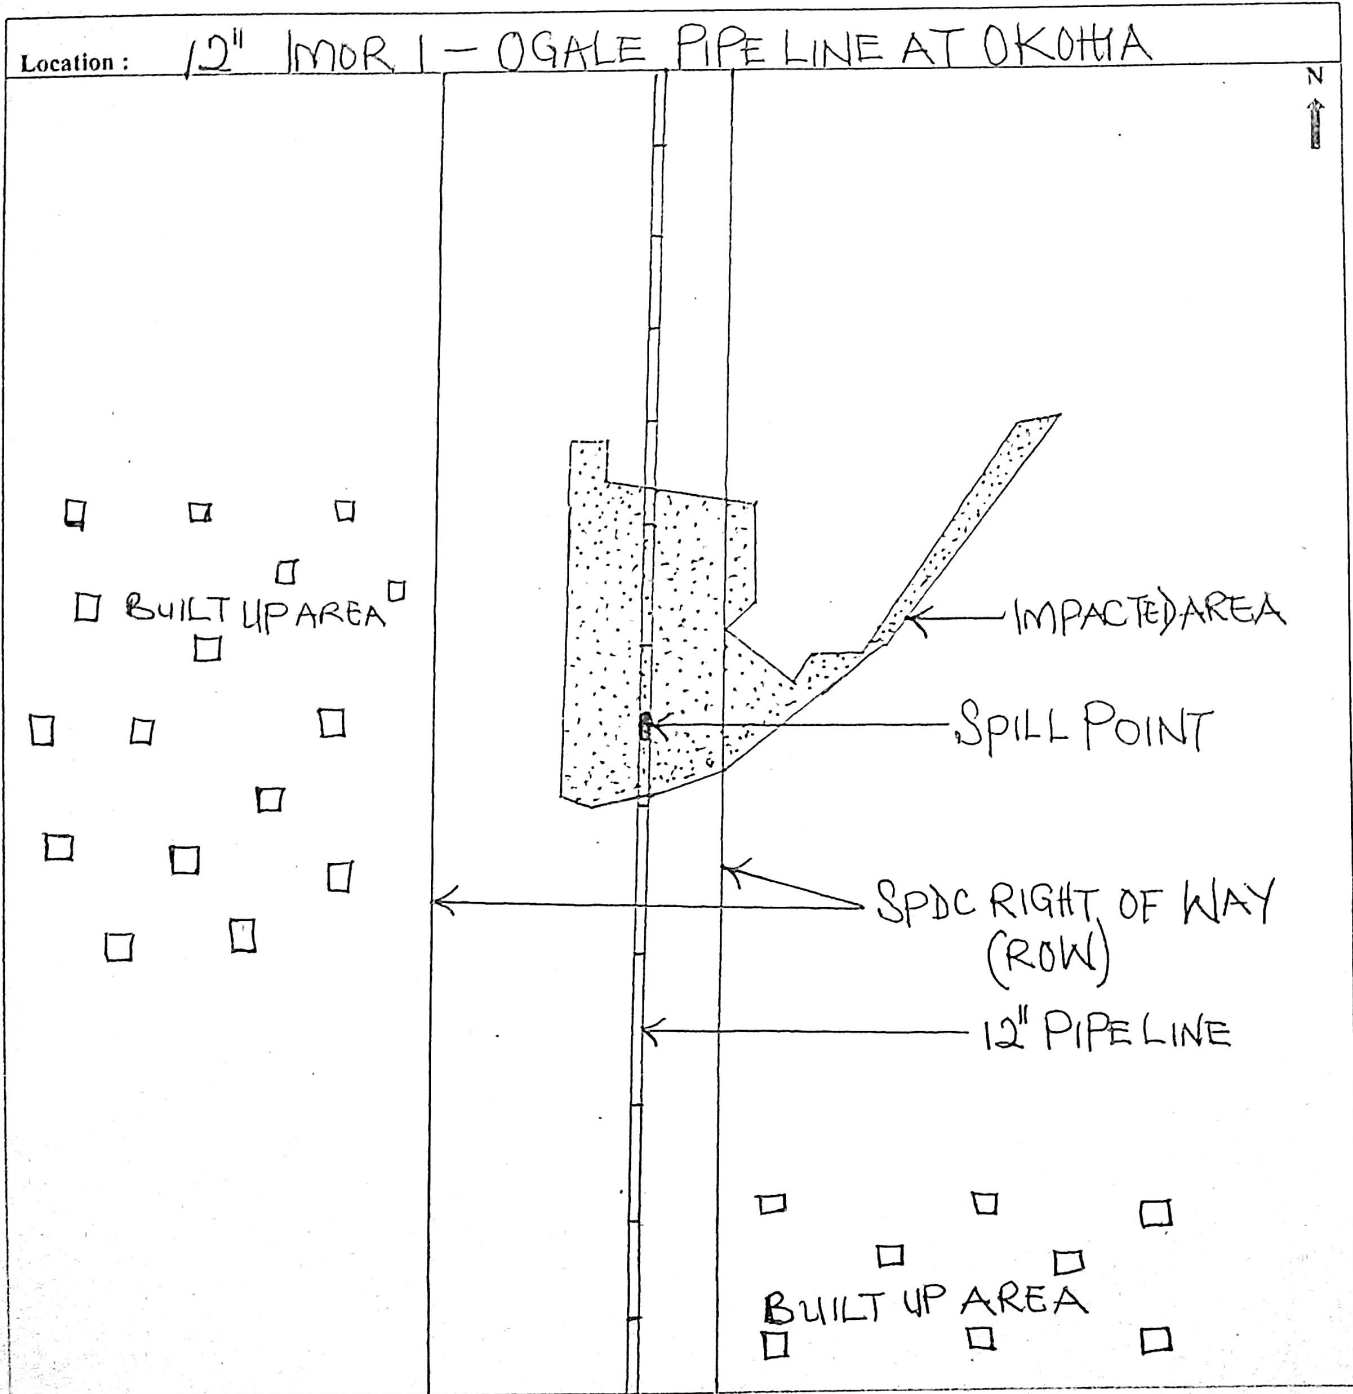 Location : 12" IMOR 1 - OGALE PIPE LINE AT OKOHIA
N
BUILT UP AREA
IMPACTED AREA
SPILL POINT
SPDC RIGHT OF WAY
(ROW)
12" PIPE LINE
BUILT UP AREA